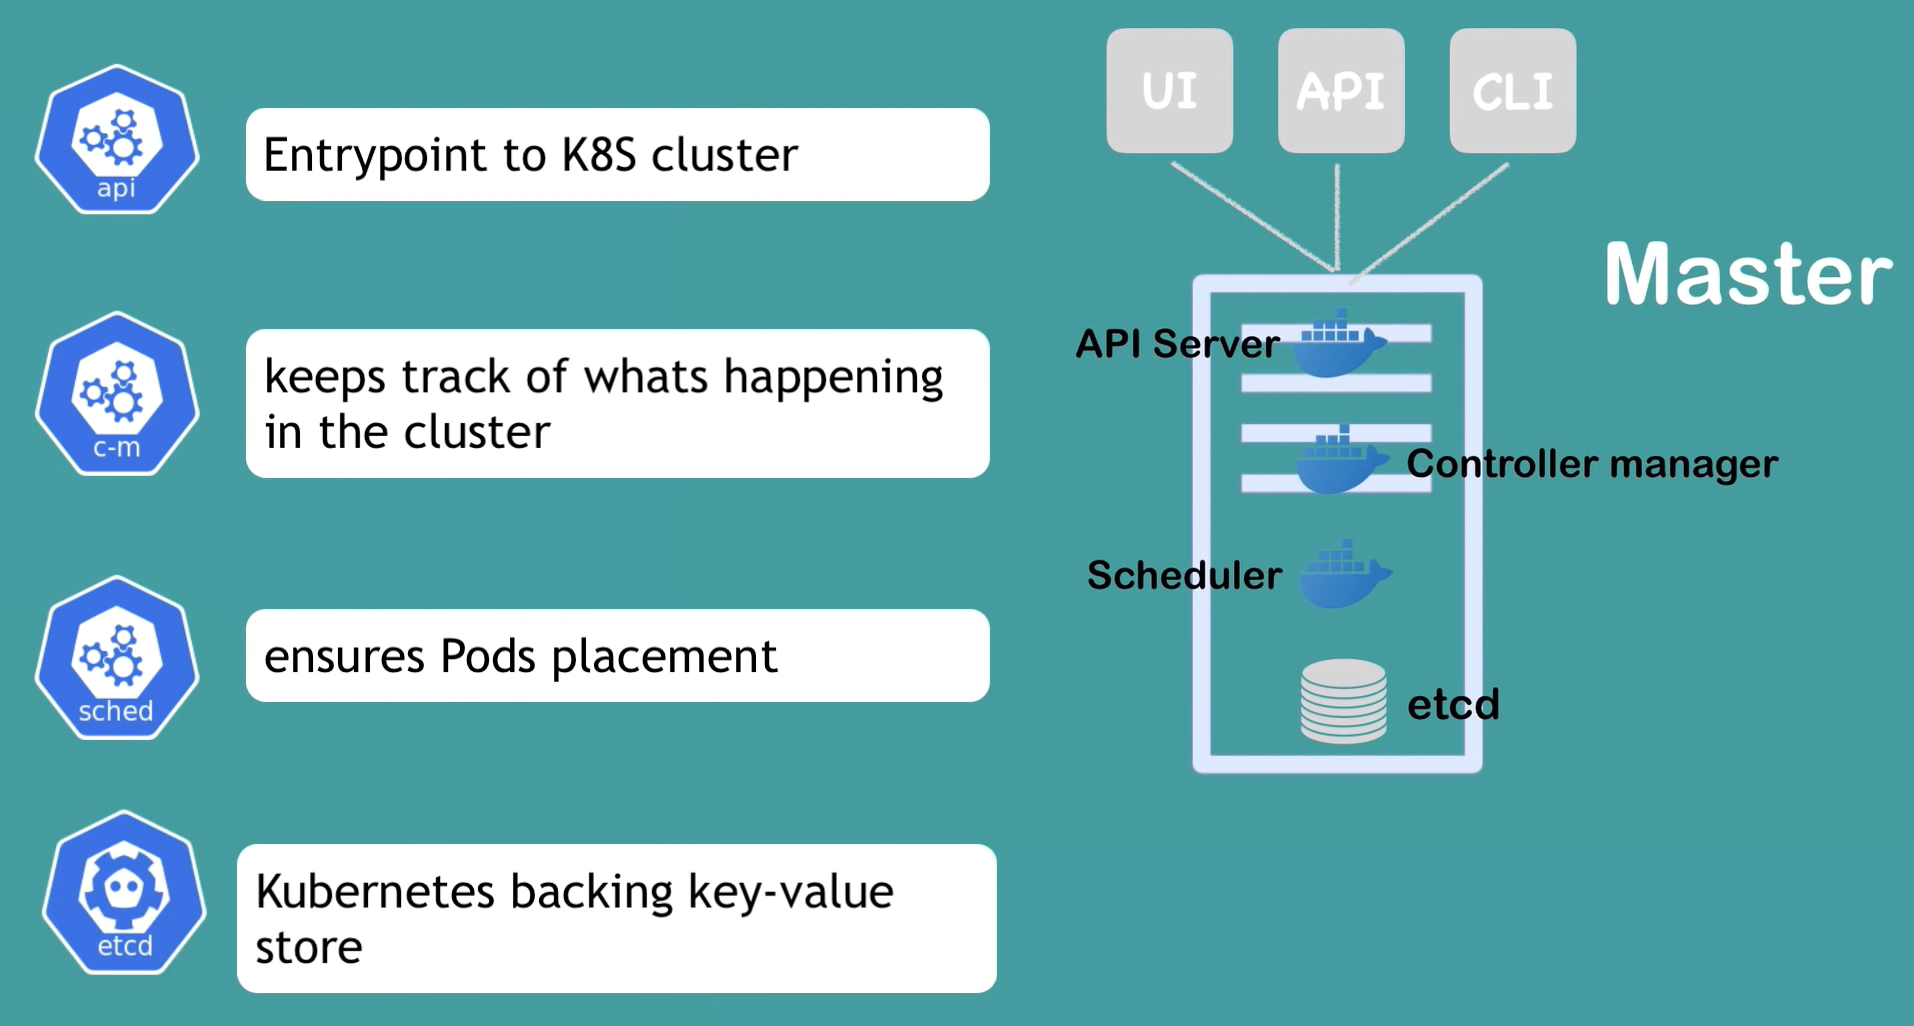 api
Entrypoint to K8S cluster
c-m
keeps track of whats happening
in the cluster
sched
ensures Pods placement
etcd
Kubernetes backing key-value
store
UI
API
CLI
Master
API Server
Controller manager
Scheduler
etcd